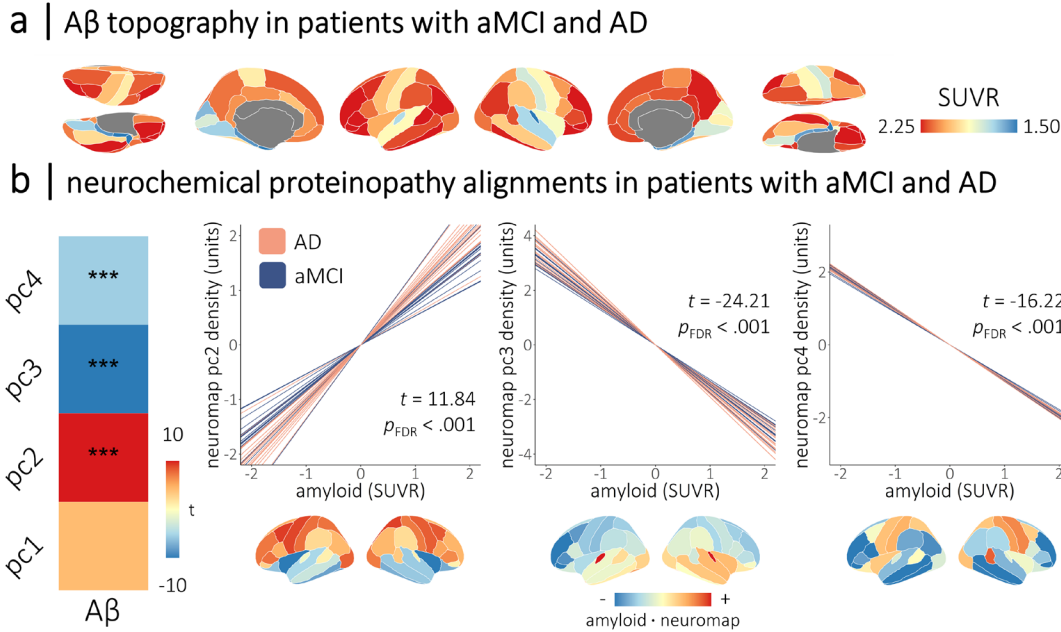 a | Aβ topography in patients with aMCI and AD
SUVR
2.25 1.50
b | neurochemical proteinopathy alignments in patients with aMCI and AD
pc4
***
pc3
***
pc2
***
pc1
Aβ
10
t
-10
neuromap pc2 density (units)
2
1
0
-1
-2
AD
aMCI
t = 11.84
pFDR < .001
-2 -1 0 1 2
amyloid (SUVR)
neuromap pc3 density (units)
4
2
0
-2
-4
t = -24.21
pFDR < .001
-2 -1 0 1 2
amyloid (SUVR)
neuromap pc4 density (units)
2
0
-2
t = -16.22
pFDR < .001
-2 -1 0 1 2
amyloid (SUVR)
- +
amyloid · neuromap